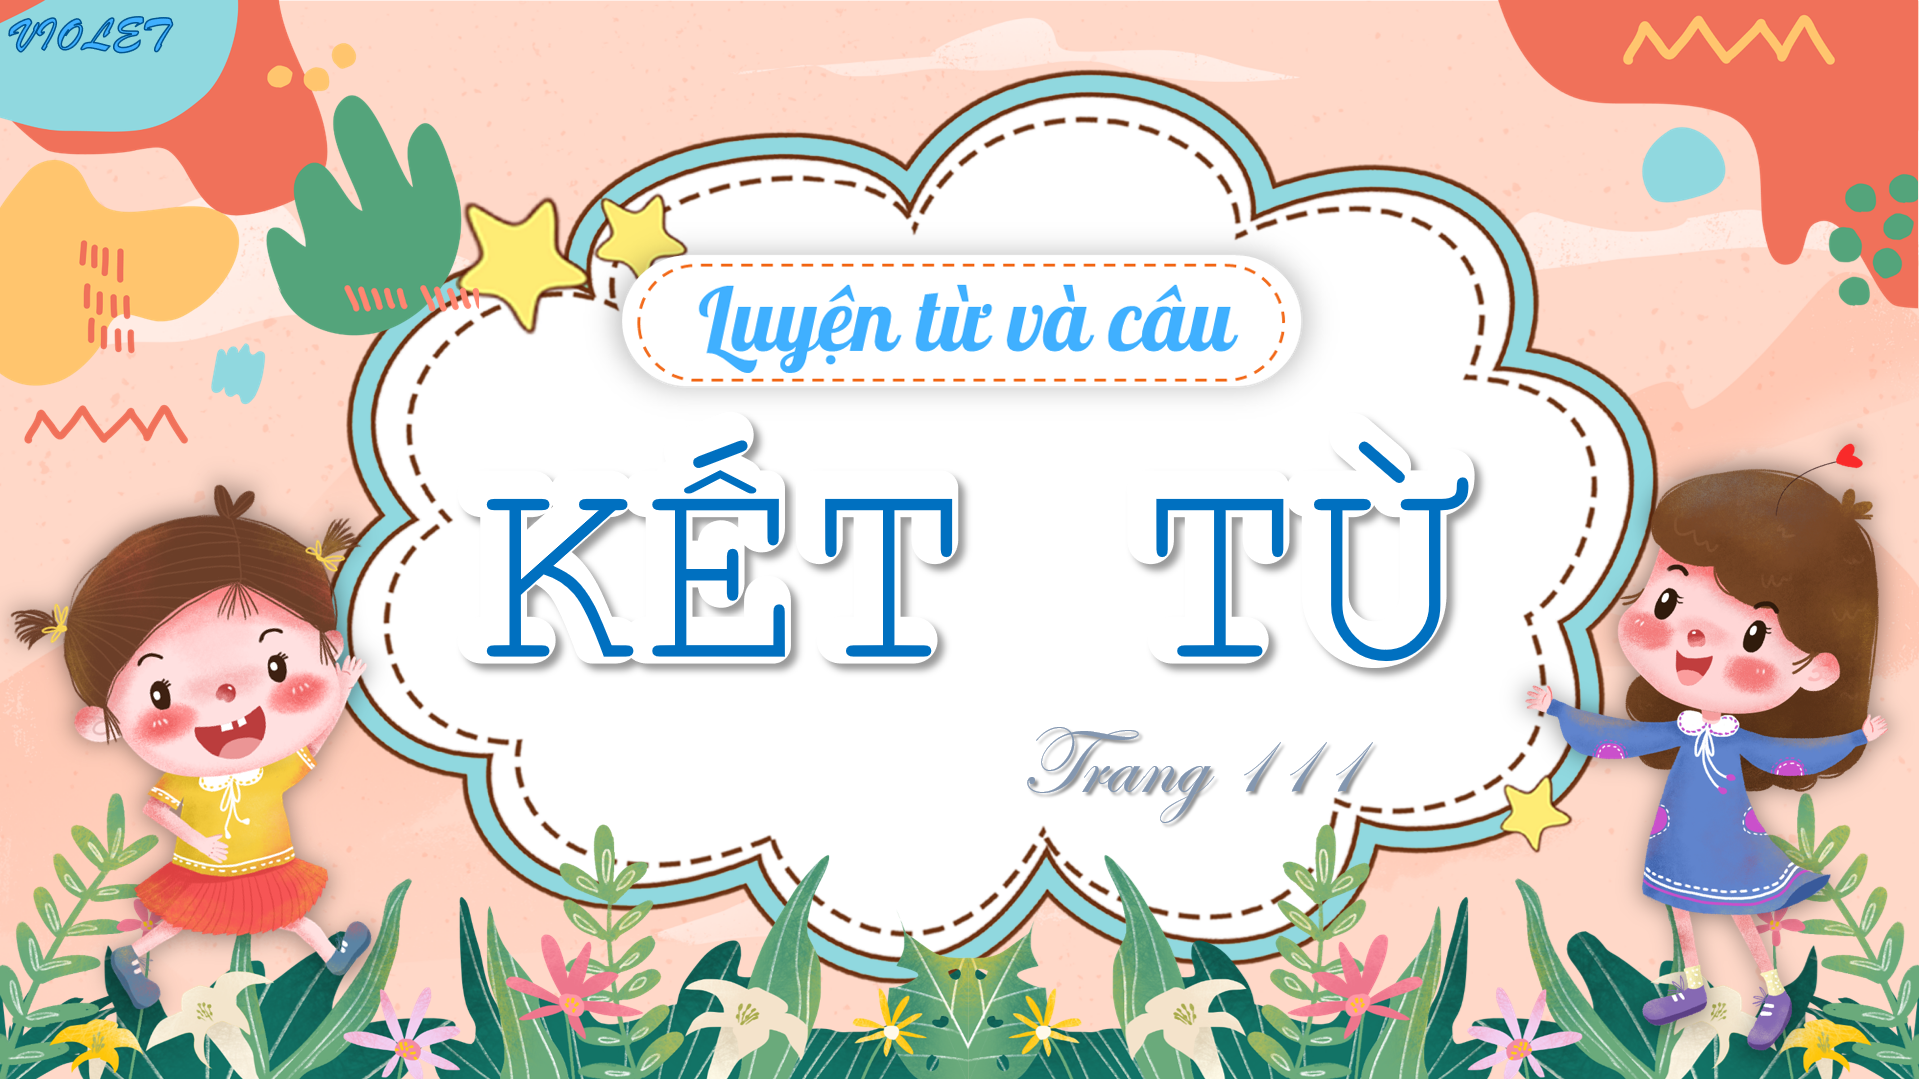 VIOLET
Luyện từ và câu
KẾT TỪ
Trang 111